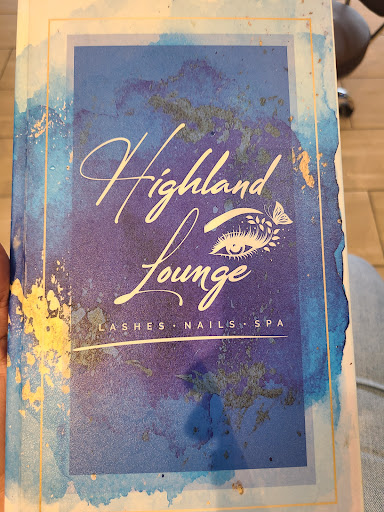 Highland
Lounge
LASHES · NAILS · SPA